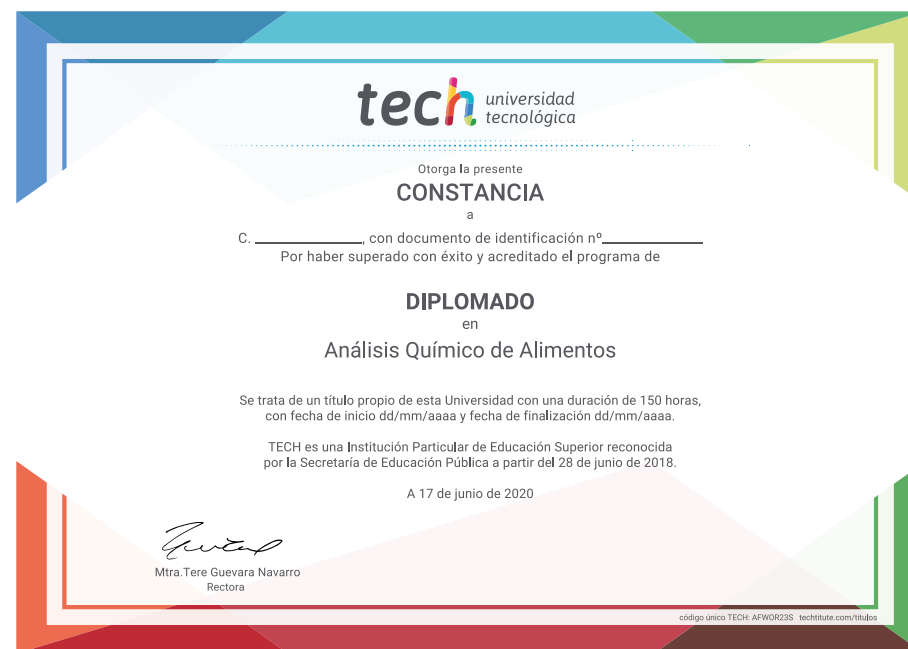 tech universidad
tecnológica
Otorga la presente
CONSTANCIA
a
C. ____________, con documento de identificación nº____________
Por haber superado con éxito y acreditado el programa de
DIPLOMADO
en
Análisis Químico de Alimentos
Se trata de un título propio de esta Universidad con una duración de 150 horas,
con fecha de inicio dd/mm/aaaa y fecha de finalización dd/mm/aaaa.
TECH es una Institución Particular de Educación Superior reconocida
por la Secretaría de Educación Pública a partir del 28 de junio de 2018.
A 17 de junio de 2020
Mtra.Tere Guevara Navarro
Rectora
código único TECH: AFWOR23S techtitute.com/titulos